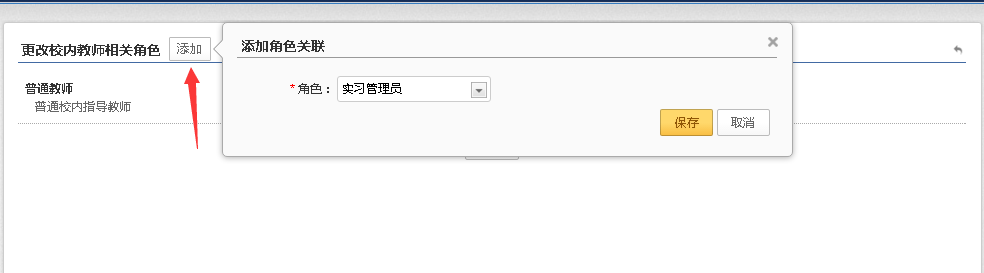 更改校内教师相关角色 添加
添加角色关联
普通教师
普通校内指导教师
*角色： 实习管理员
保存 取消